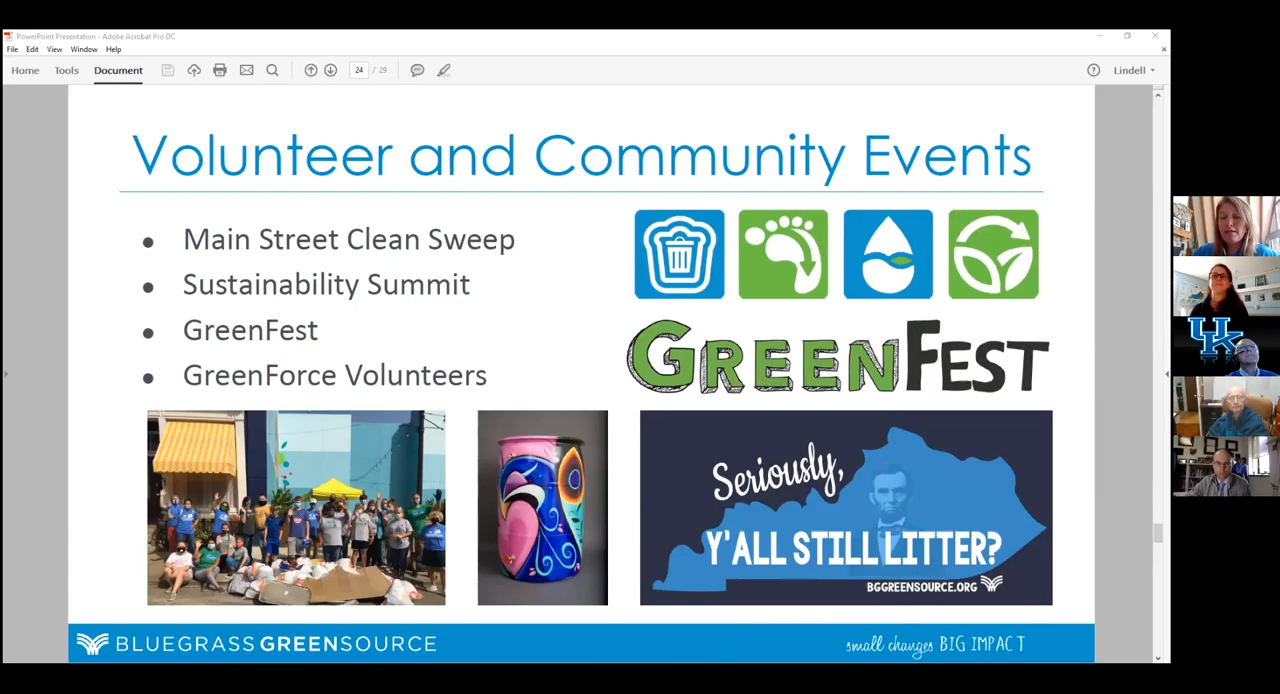 PowerPoint Presentation - Adobe Acrobat Pro DC
File Edit View Window Help
Home Tools Document 24 / 29 Lindell
Volunteer and Community Events
● Main Street Clean Sweep
● Sustainability Summit
● GreenFest
● GreenForce Volunteers
GREENFEST
Seriously,
Y'ALL STILL LITTER?
BGGREENSOURCE.ORG
BLUEGRASS GREENSOURCE
small changes BIG IMPACT
UK